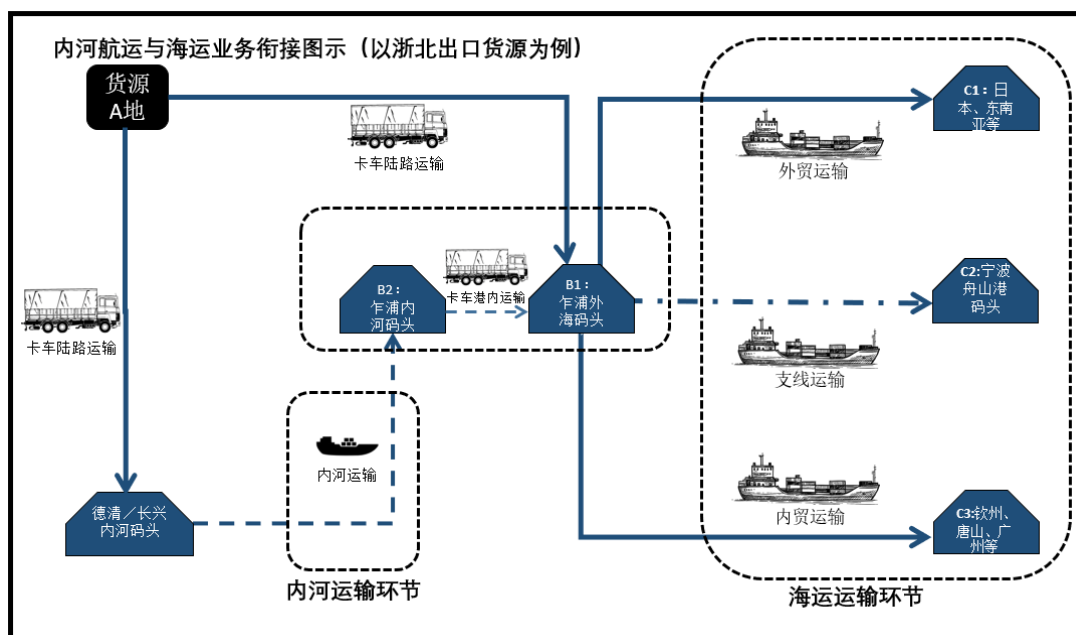 内河航运与海运业务衔接图示（以浙北出口货源为例）
货源
A地
卡车陆路运输
C1：日
本、东南
亚等
外贸运输
B2：
乍浦内
河码头
卡车港内运输
B1：
乍浦外
海码头
C2:宁波
舟山港
码头
卡车陆路运输
支线运输
内河运输
德清／长兴
内河码头
内贸运输
C3:钦州、
唐山、广
州等
内河运输环节
海运运输环节